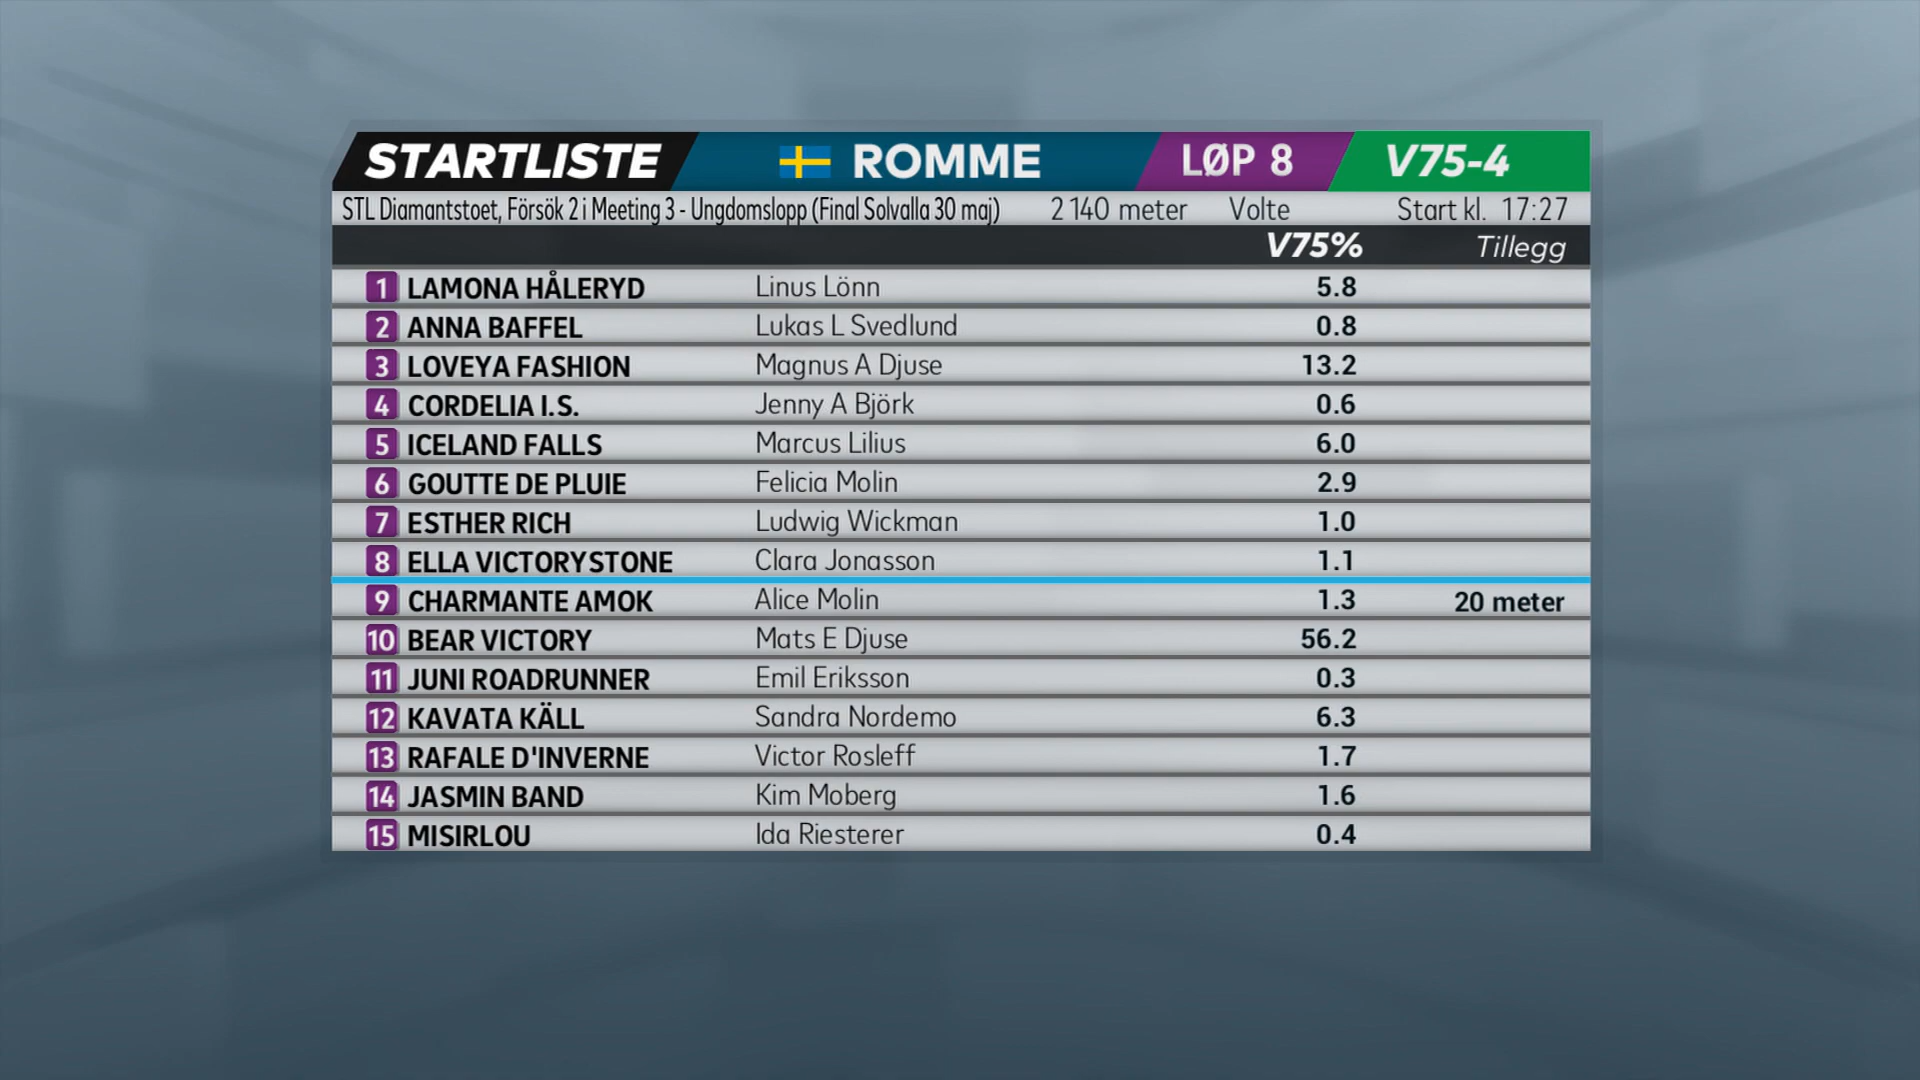 STARTLISTE ROMME LØP 8 V75-4
STL Diamantstoet, Försök 2 i Meeting 3 - Ungdomslopp (Final Solvalla 30 maj) 2 140 meter Volte Start kl. 17:27
V75% Tillegg
1 LAMONA HÅLERYD Linus Lönn 5.8
2 ANNA BAFFEL Lukas L Svedlund 0.8
3 LOVEYA FASHION Magnus A Djuse 13.2
4 CORDELIA I.S. Jenny A Björk 0.6
5 ICELAND FALLS Marcus Lilius 6.0
6 GOUTTE DE PLUIE Felicia Molin 2.9
7 ESTHER RICH Ludwig Wickman 1.0
8 ELLA VICTORYSTONE Clara Jonasson 1.1
9 CHARMANTE AMOK Alice Molin 1.3 20 meter
10 BEAR VICTORY Mats E Djuse 56.2
11 JUNI ROADRUNNER Emil Eriksson 0.3
12 KAVATA KÄLL Sandra Nordemo 6.3
13 RAFALE D'INVERNE Victor Rosleff 1.7
14 JASMIN BAND Kim Moberg 1.6
15 MISIRLOU Ida Riesterer 0.4